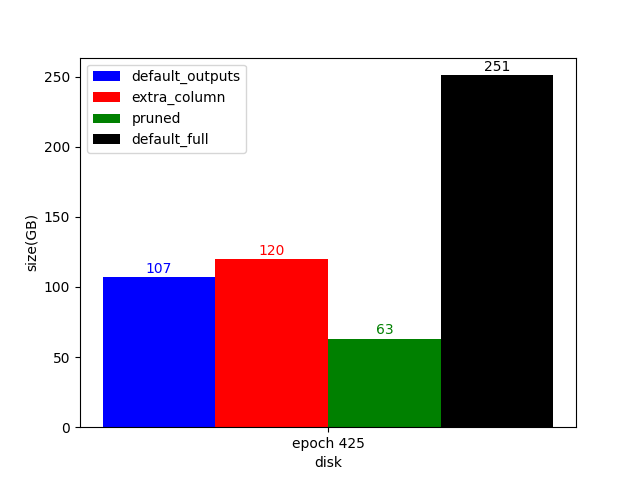 251
250
default_outputs
extra_column
pruned
default_full
200
150
120
107
100
63
50
0
size(GB)
epoch 425
disk